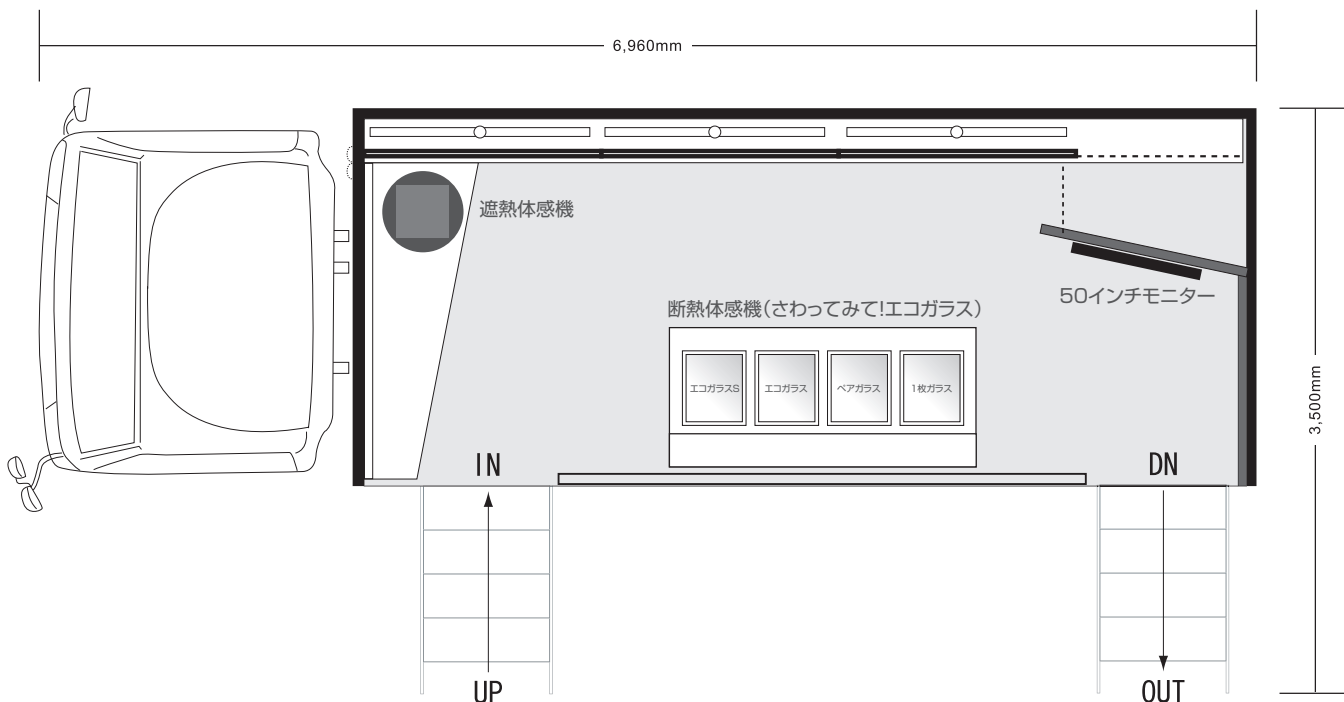 6,960mm
遮熱体感機
50インチモニター
断熱体感機(さわってみて!エコガラス)
エコガラスS
エコガラス
ペアガラス
1枚ガラス
3,500mm
IN
DN
UP
OUT